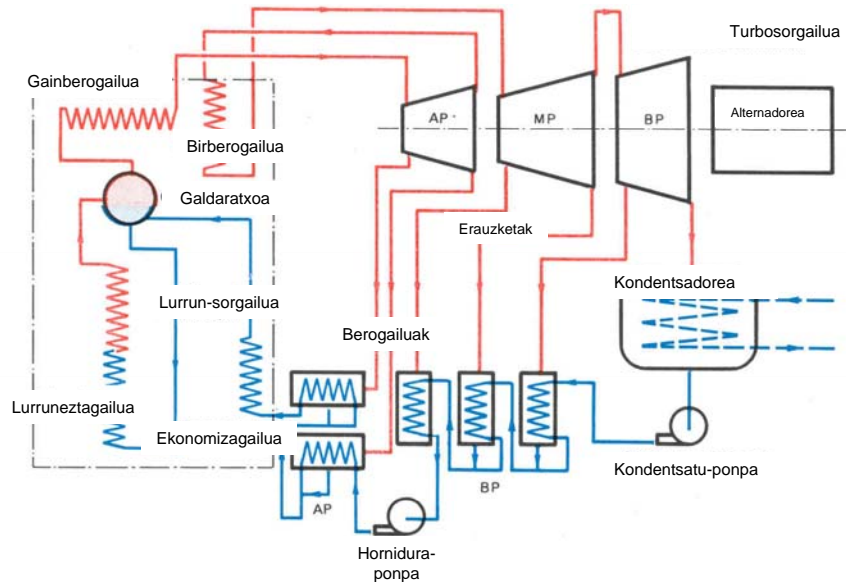 Turbosorgailua
Gainberogailua
Alternadorea
AP
MP
BP
Birberogailua
Galdaratxoa
Erauzketak
Kondentsadorea
Lurrun-sorgailua
Berogailuak
Lurruneztagailua
Ekonomizagailua
Kondentsatu-ponpa
BP
AP
Hornidura-
ponpa